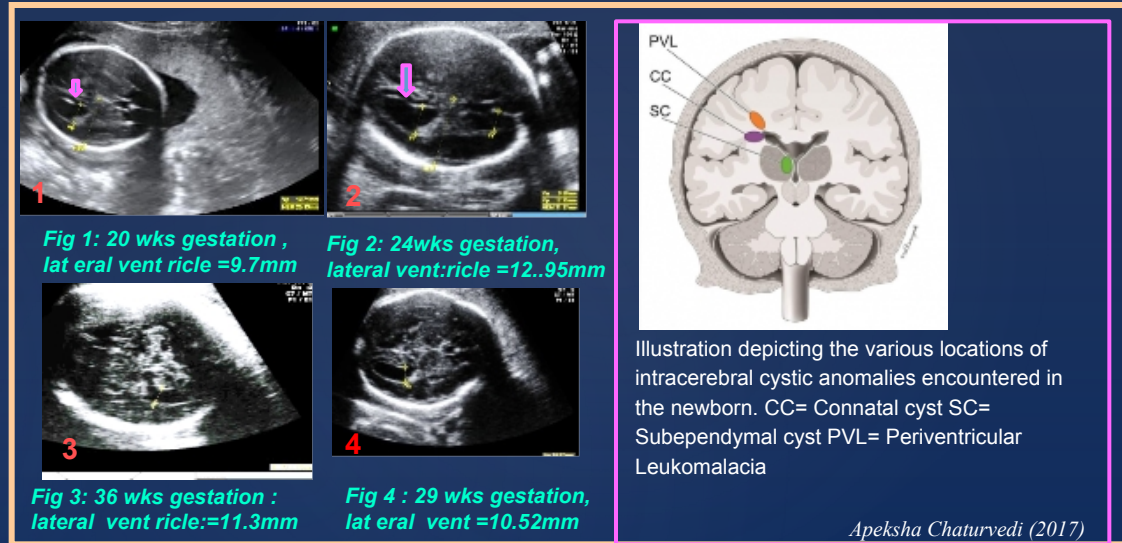 1
2
Fig 1: 20 wks gestation ,
lat eral vent ricle =9.7mm
Fig 2: 24wks gestation,
lateral vent:ricle =12..95mm
3
4
Fig 3: 36 wks gestation :
lateral vent ricle:=11.3mm
Fig 4 : 29 wks gestation,
lat eral vent =10.52mm
PVL
CC
SC
Illustration depicting the various locations of
intracerebral cystic anomalies encountered in
the newborn. CC= Connatal cyst SC=
Subependymal cyst PVL= Periventricular
Leukomalacia
Apeksha Chaturvedi (2017)